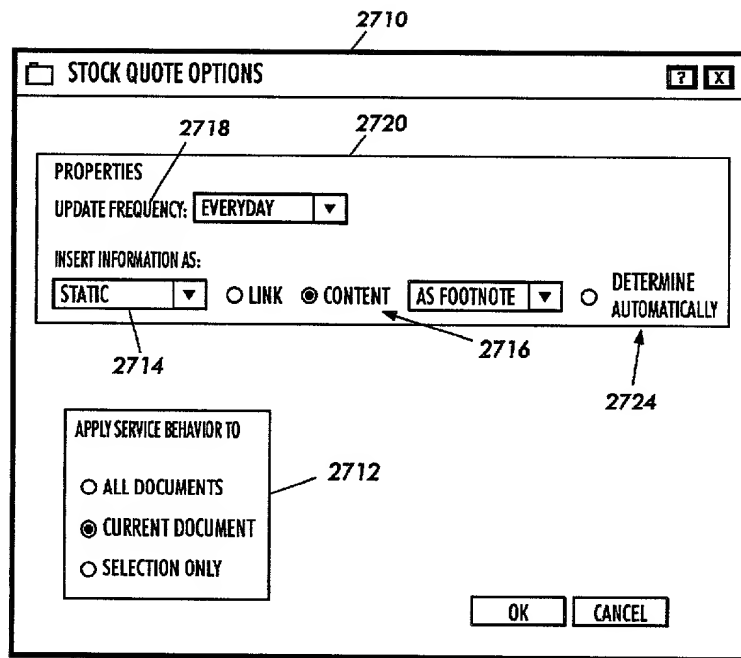 2710
STOCK QUOTE OPTIONS ? X
2718 2720
PROPERTIES
UPDATE FREQUENCY: EVERYDAY
INSERT INFORMATION AS:
STATIC LINK CONTENT AS FOOTNOTE DETERMINE
AUTOMATICALLY
2714 2716
2724
APPLY SERVICE BEHAVIOR TO
2712
ALL DOCUMENTS
CURRENT DOCUMENT
SELECTION ONLY
OK CANCEL